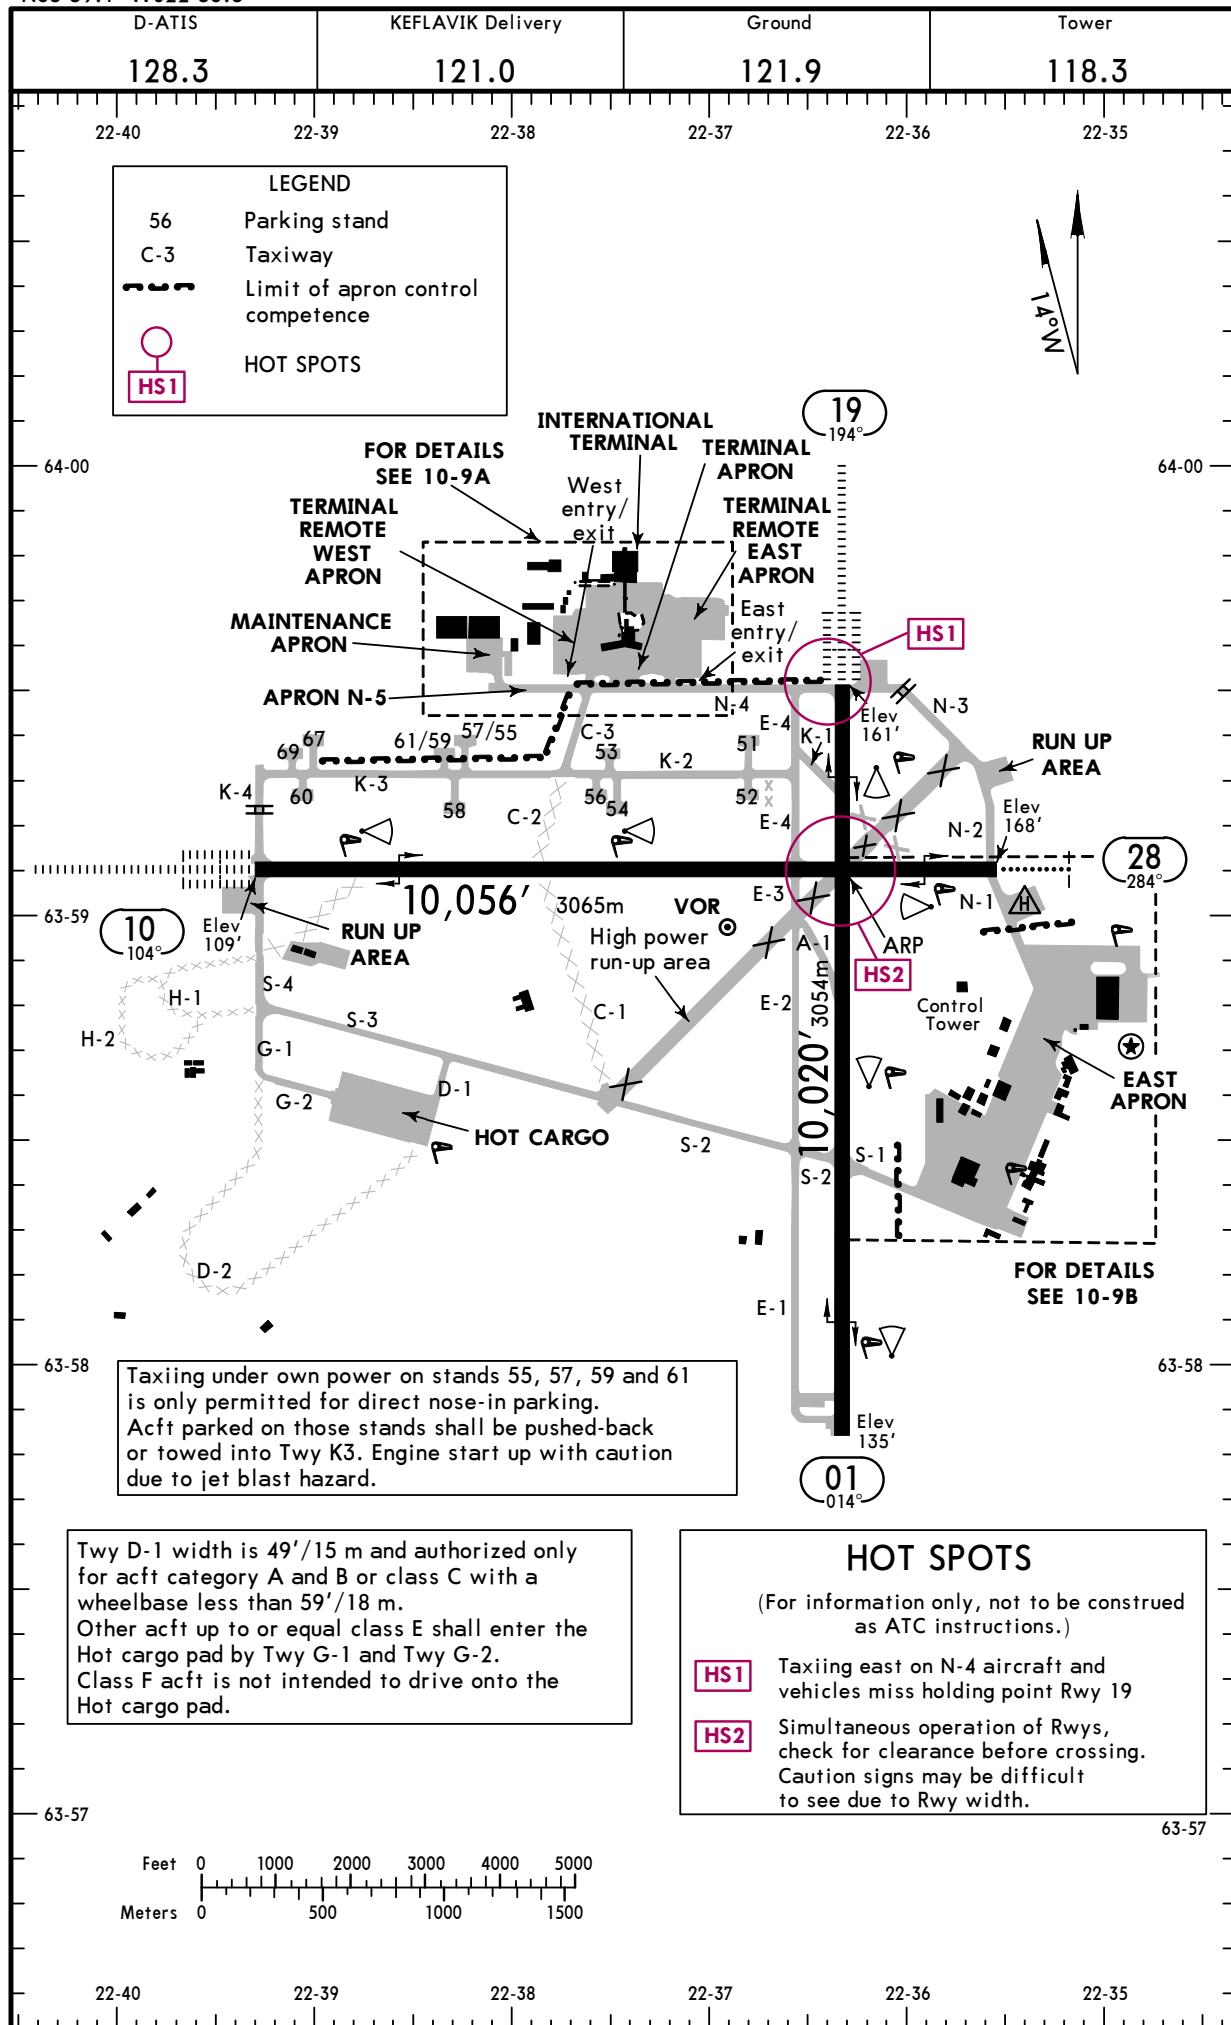 D-ATIS
128.3
KEFLAVIK Delivery
121.0
Ground
121.9
Tower
118.3
22-40
22-39
22-38
22-37
22-36
22-35
LEGEND
56 Parking stand
C-3 Taxiway
Limit of apron control
competence
HS1 HOT SPOTS
14°W
19
194°
64-00
64-00
FOR DETAILS
SEE 10-9A
INTERNATIONAL
TERMINAL
TERMINAL
APRON
West
entry/
exit
TERMINAL
REMOTE
WEST
APRON
TERMINAL
REMOTE
EAST
APRON
MAINTENANCE
APRON
East
entry/
exit
HS1
APRON N-5
N-4
N-3
E-4
Elev
161'
C-3
K-1
RUN UP
AREA
67
69
61/59
57/55
53
51
K-4
K-3
K-2
60
58
56
54
52
C-2
E-4
N-2
Elev
168'
28
284°
10,056'
3065m
E-3
N-1
H
63-59
10
104°
Elev
109'
RUN UP
AREA
VOR
High power
run-up area
A-1
ARP
HS2
S-4
H-1
H-2
S-3
C-1
E-2
10,020'
3054m
Control
Tower
G-1
G-2
D-1
HOT CARGO
S-2
S-2
S-1
EAST
APRON
D-2
E-1
FOR DETAILS
SEE 10-9B
63-58
63-58
Taxiing under own power on stands 55, 57, 59 and 61
is only permitted for direct nose-in parking.
Acft parked on those stands shall be pushed-back
or towed into Twy K3. Engine start up with caution
due to jet blast hazard.
Elev
135'
01
014°
Twy D-1 width is 49'/15 m and authorized only
for acft category A and B or class C with a
wheelbase less than 59'/18 m.
Other acft up to or equal class E shall enter the
Hot cargo pad by Twy G-1 and Twy G-2.
Class F acft is not intended to drive onto the
Hot cargo pad.
HOT SPOTS
(For information only, not to be construed
as ATC instructions.)
HS1 Taxiing east on N-4 aircraft and
vehicles miss holding point Rwy 19
HS2 Simultaneous operation of Rwys,
check for clearance before crossing.
Caution signs may be difficult
to see due to Rwy width.
63-57
63-57
Feet 0 1000 2000 3000 4000 5000
Meters 0 500 1000 1500
22-40
22-39
22-38
22-37
22-36
22-35